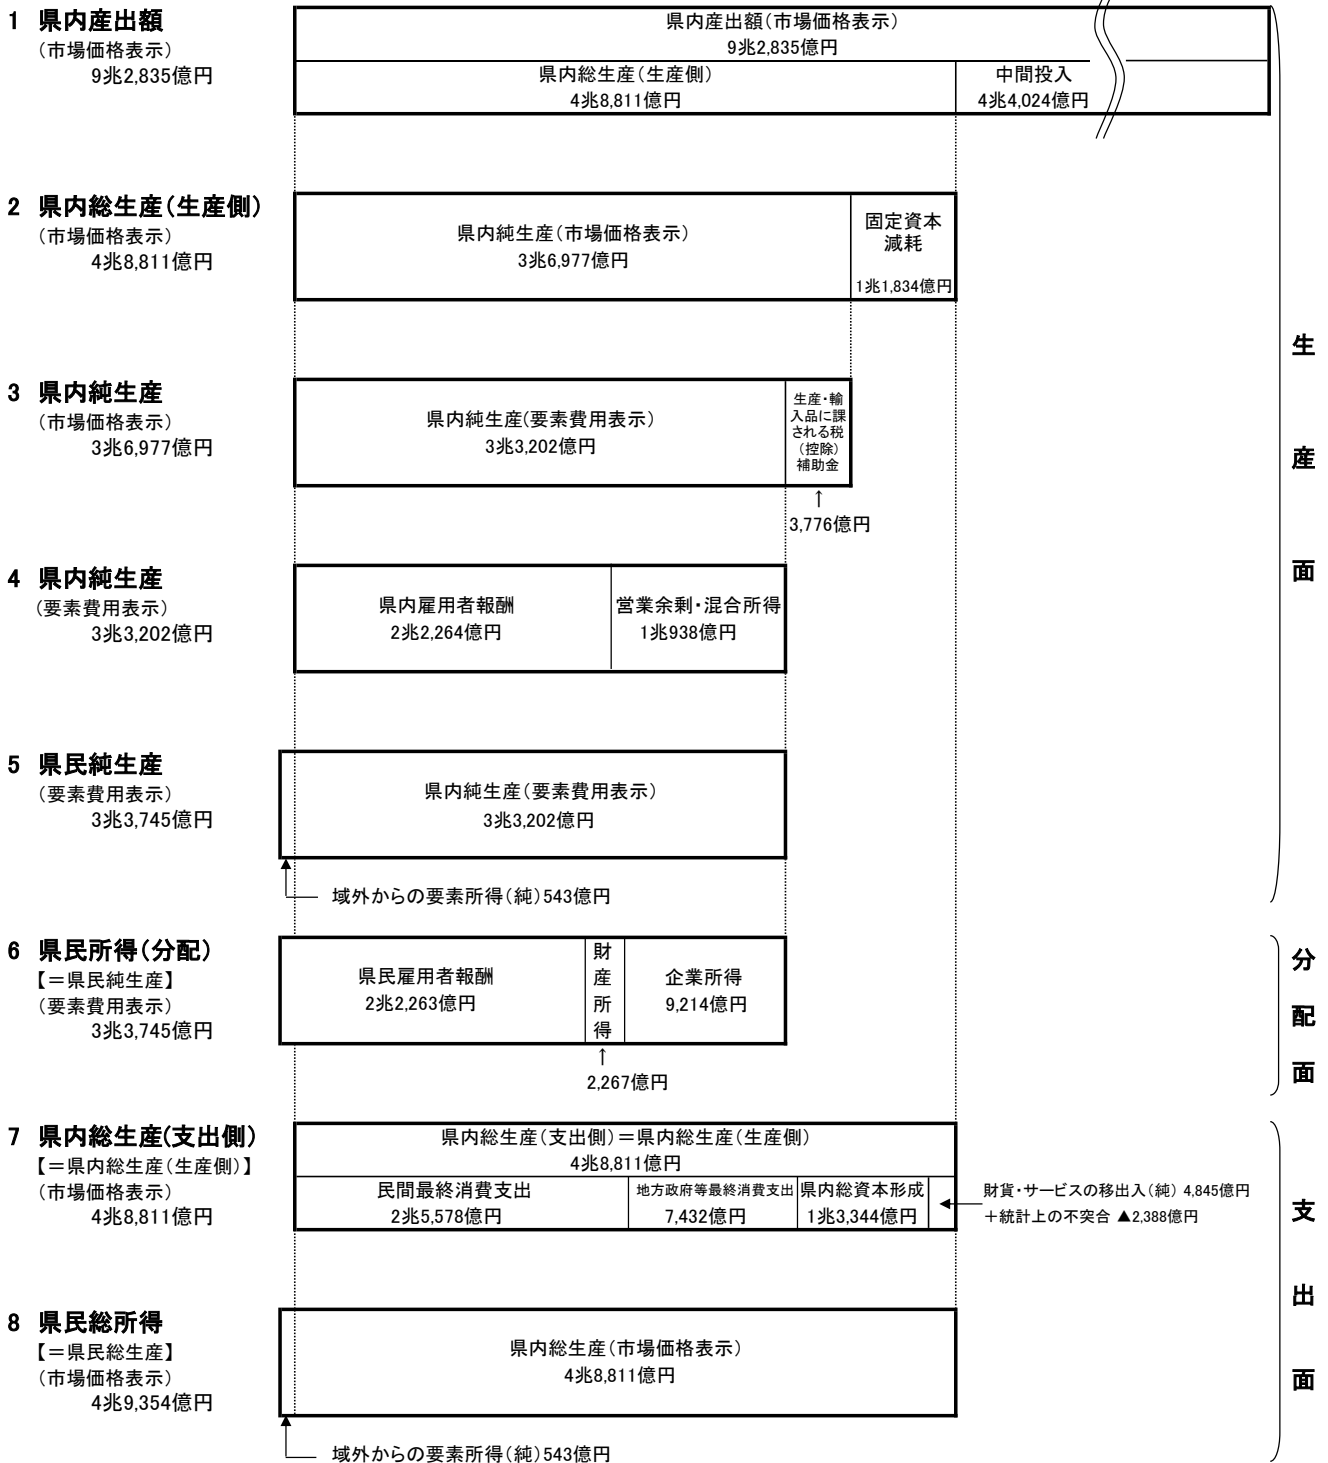 1 県内産出額
（市場価格表示）
9兆2,835億円
県内産出額（市場価格表示）
9兆2,835億円
県内総生産（生産側）
4兆8,811億円
中間投入
4兆4,024億円
2 県内総生産（生産側）
（市場価格表示）
4兆8,811億円
県内純生産（市場価格表示）
3兆6,977億円
固定資本
減耗
1兆1,834億円
3 県内純生産
（市場価格表示）
3兆6,977億円
県内純生産（要素費用表示）
3兆3,202億円
生産・輸
入品に課
される税
（控除）
補助金
↑
3,776億円
4 県内純生産
（要素費用表示）
3兆3,202億円
県内雇用者報酬
2兆2,264億円
営業余剰・混合所得
1兆938億円
5 県民純生産
（要素費用表示）
3兆3,745億円
県内純生産（要素費用表示）
3兆3,202億円
域外からの要素所得（純）543億円
生産面
6 県民所得（分配）
【＝県民純生産】
（要素費用表示）
3兆3,745億円
県民雇用者報酬
2兆2,263億円
財産所得
↑
2,267億円
企業所得
9,214億円
分配面
7 県内総生産（支出側）
【＝県内総生産（生産側）】
（市場価格表示）
4兆8,811億円
県内総生産（支出側）＝県内総生産（生産側）
4兆8,811億円
民間最終消費支出
2兆5,578億円
地方政府等最終消費支出
7,432億円
県内総資本形成
1兆3,344億円
財貨・サービスの移出入（純） 4,845億円
＋統計上の不突合 ▲2,388億円
8 県民総所得
【＝県民総生産】
（市場価格表示）
4兆9,354億円
県内総生産（市場価格表示）
4兆8,811億円
域外からの要素所得（純）543億円
支出面